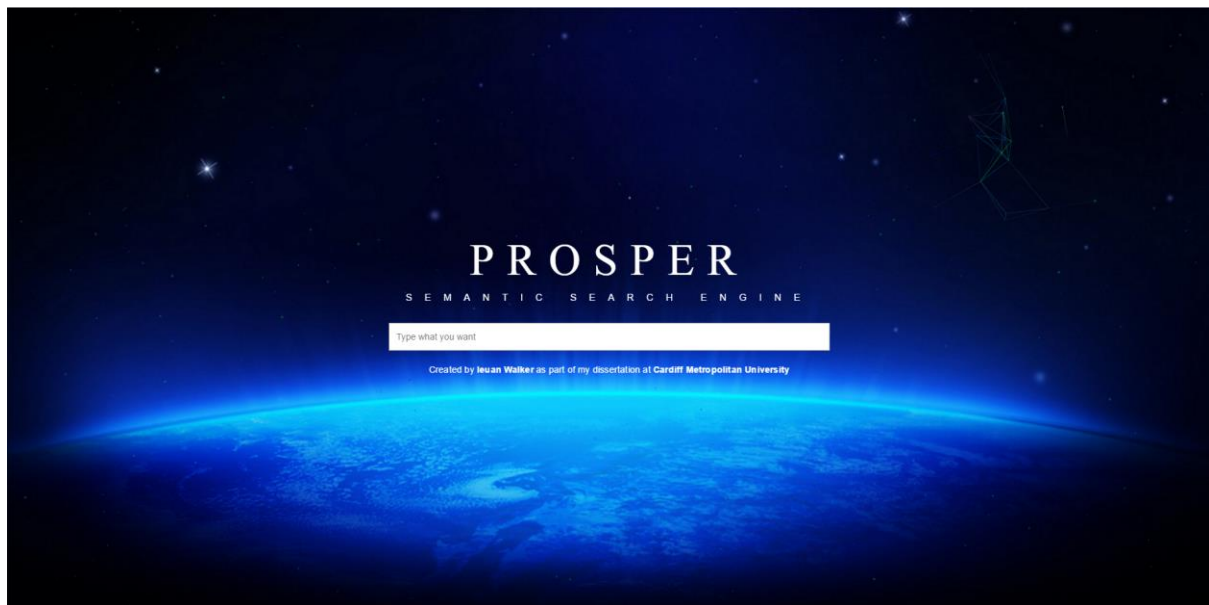 PROSPER
SEMANTIC SEARCH ENGINE
Type what you want
Created by Ieuan Walker as part of my dissertation at Cardiff Metropolitan University